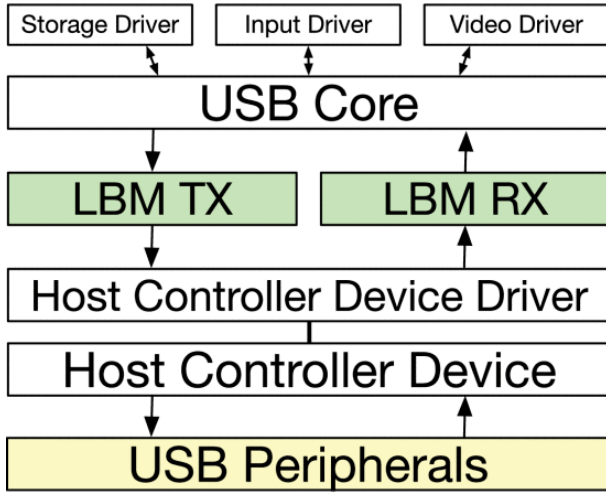 Storage Driver
Input Driver
Video Driver
USB Core
LBM TX
LBM RX
Host Controller Device Driver
Host Controller Device
USB Peripherals